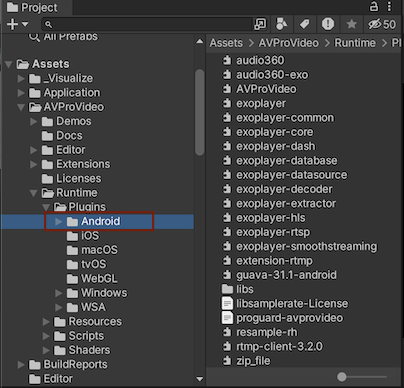 Project
50
All Prefabs
Assets
_Visualize
Application
AVProVideo
Demos
Docs
Editor
Extensions
Licenses
Runtime
Plugins
Android
iOS
macOS
tvOS
WebGL
Windows
WSA
Resources
Scripts
Shaders
BuildReports
Editor
Assets > AVProVideo > Runtime > Pl
audio360
audio360-exo
AVProVideo
exoplayer
exoplayer-common
exoplayer-core
exoplayer-dash
exoplayer-database
exoplayer-datasource
exoplayer-decoder
exoplayer-extractor
exoplayer-hls
exoplayer-rtsp
exoplayer-smoothstreaming
extension-rtmp
guava-31.1-android
libs
libsamplerate-License
proguard-avprovideo
resample-rh
rtmp-client-3.2.0
zip_file